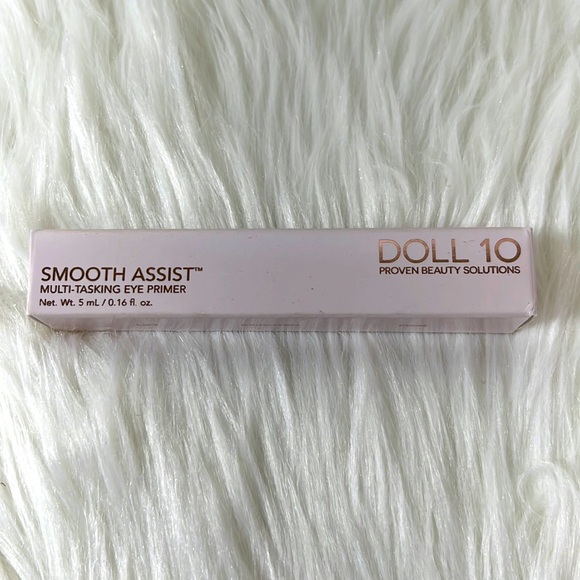 SMOOTH ASSIST™
MULTI-TASKING EYE PRIMER
Net. Wt. 5 mL / 0.16 fl. oz.
DOLL 10
PROVEN BEAUTY SOLUTIONS